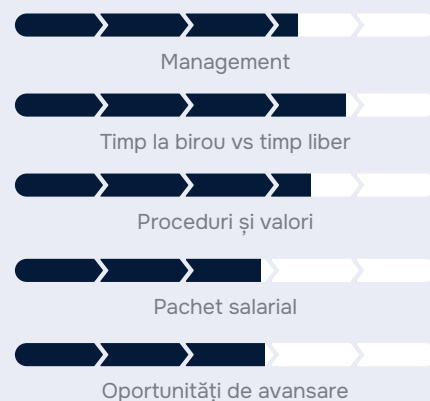 Management
Timp la birou vs timp liber
Proceduri și valori
Pachet salarial
Oportunități de avansare